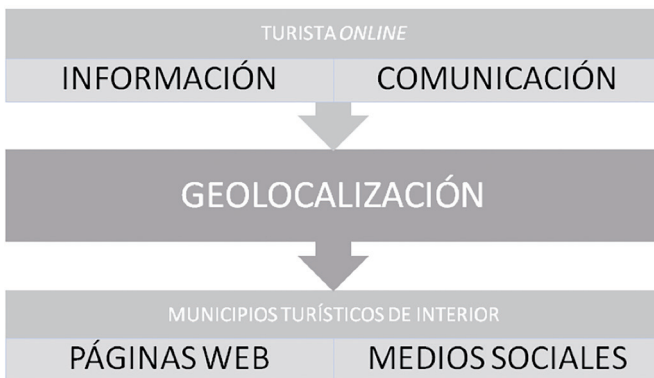 TURISTA ONLINE
INFORMACIÓN COMUNICACIÓN
GEOLOCALIZACIÓN
MUNICIPIOS TURÍSTICOS DE INTERIOR
PÁGINAS WEB MEDIOS SOCIALES